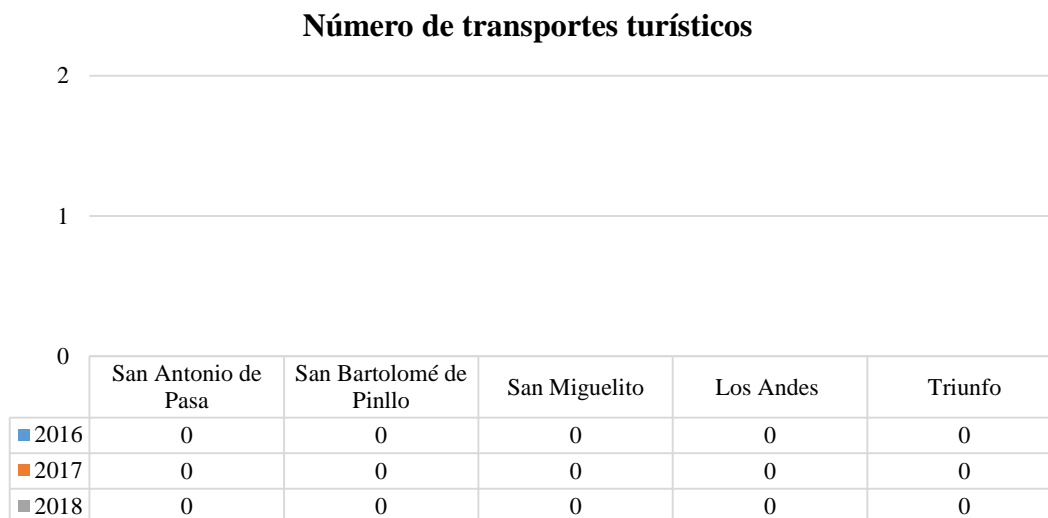 Número de transportes turísticos
2
1
0
San Antonio de
Pasa
San Bartolomé de
Pinllo
San Miguelito
Los Andes
Triunfo
2016 0 0 0 0 0
2017 0 0 0 0 0
2018 0 0 0 0 0